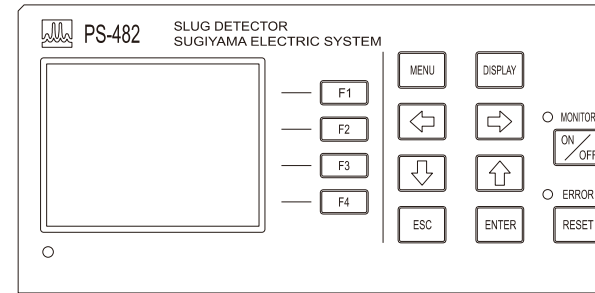 PS-482
SLUG DETECTOR
SUGIYAMA ELECTRIC SYSTEM
F1
F2
F3
F4
MENU
DISPLAY
ESC
ENTER
MONITOR
ON/OFF
ERROR
RESET